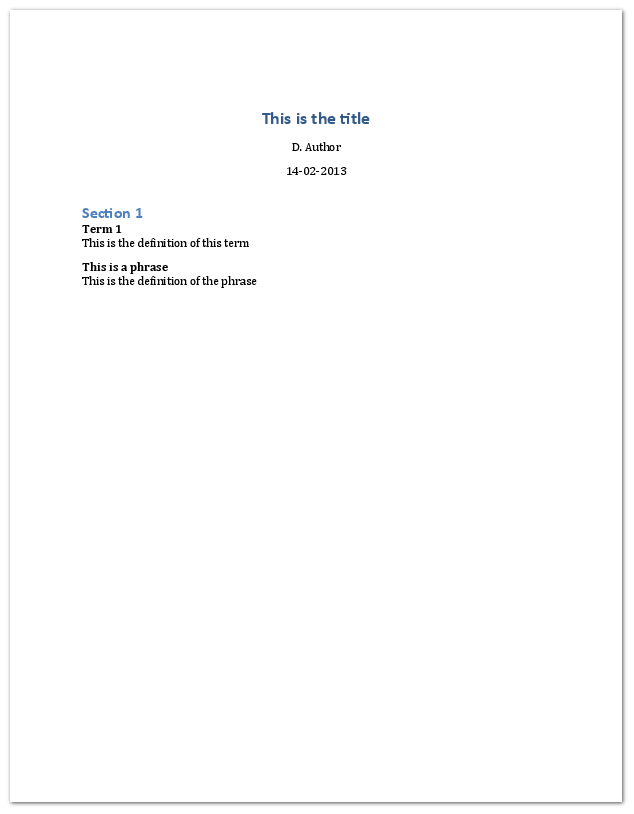 This is the title
D. Author
14-02-2013
Section 1
Term 1
This is the definition of this term
This is a phrase
This is the definition of the phrase